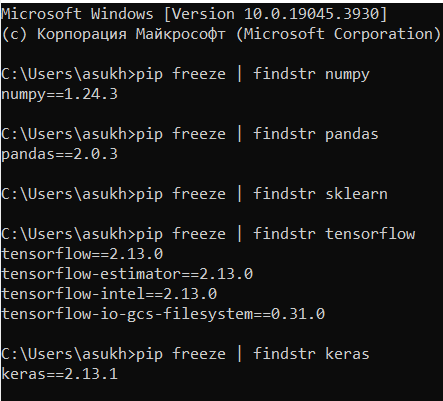 Microsoft Windows [Version 10.0.19045.3930]
(c) Корпорация Майкрософт (Microsoft Corporation)
C:\Users\asukh>pip freeze | findstr numpy
numpy==1.24.3
C:\Users\asukh>pip freeze | findstr pandas
pandas==2.0.3
C:\Users\asukh>pip freeze | findstr sklearn
C:\Users\asukh>pip freeze | findstr tensorflow
tensorflow==2.13.0
tensorflow-estimator==2.13.0
tensorflow-intel==2.13.0
tensorflow-io-gcs-filesystem==0.31.0
C:\Users\asukh>pip freeze | findstr keras
keras==2.13.1